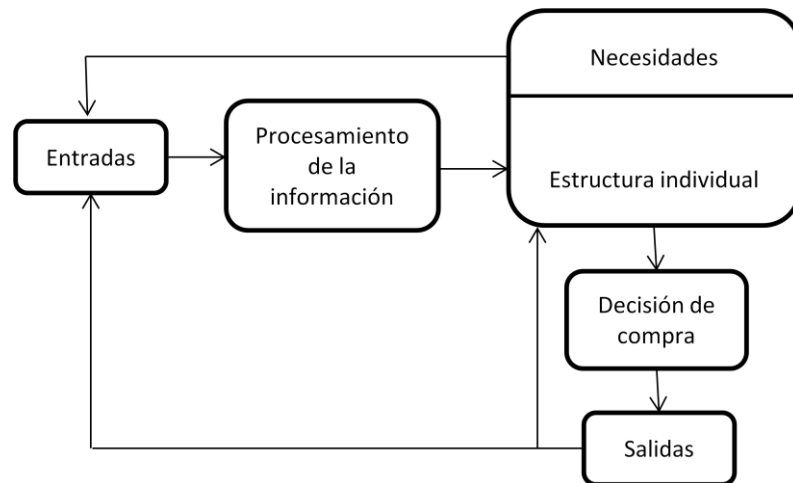 Necesidades
Entradas
Procesamiento
de la
información
Estructura individual
Decisión de
compra
Salidas